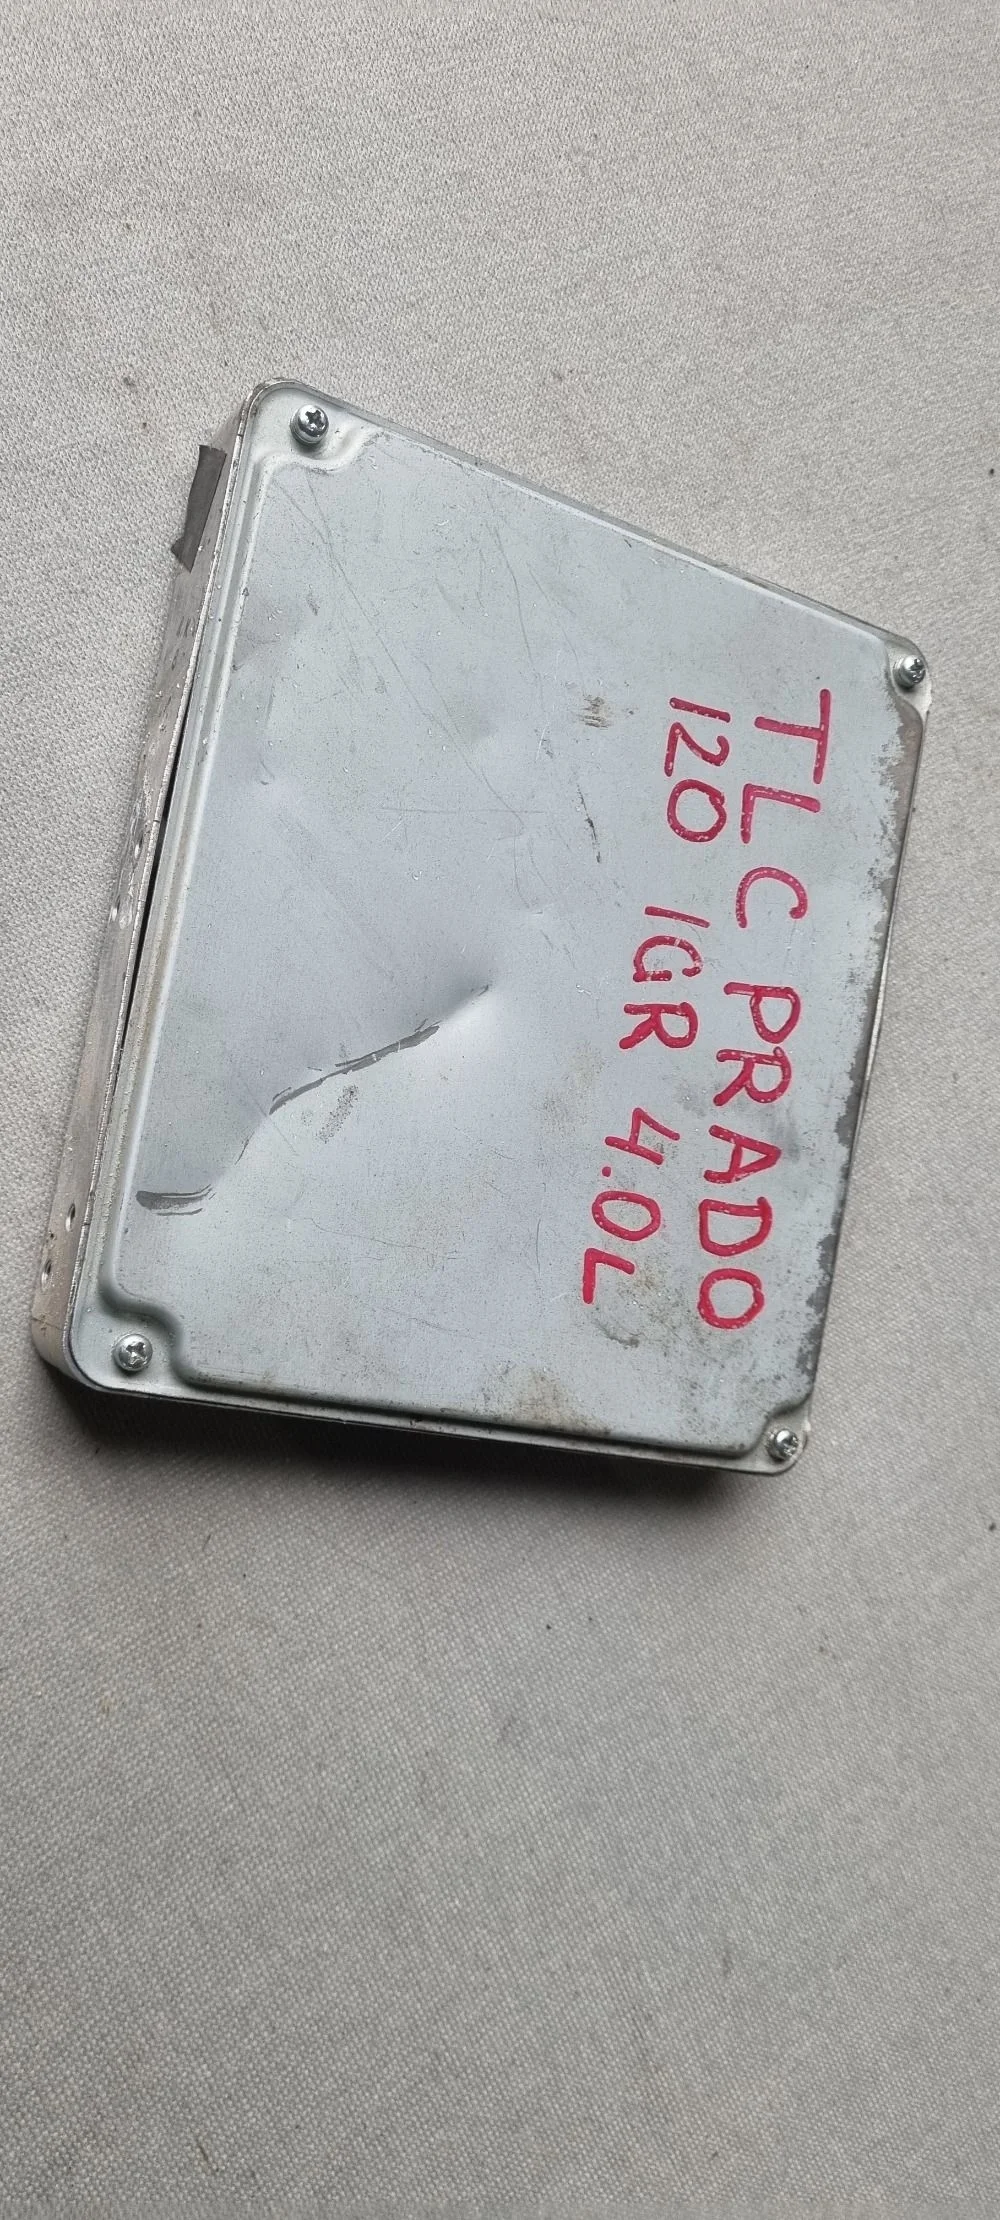 TLC PRADO
120 1GR 4.0L